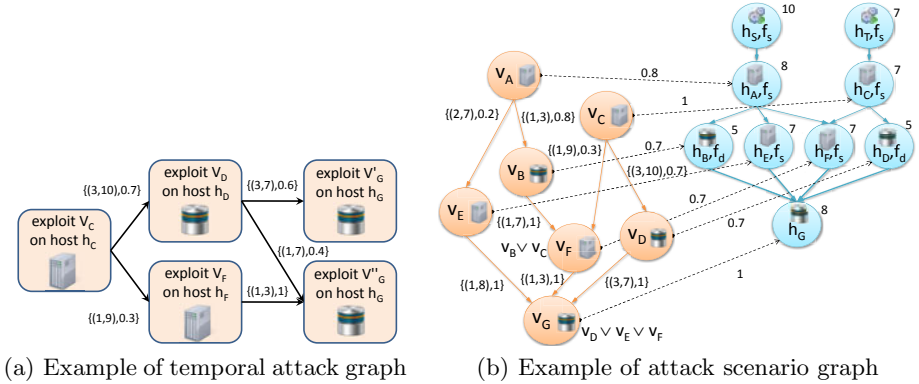 exploit V_C
on host h_C
{(3,10),0.7}
{(1,9),0.3}
exploit V_D
on host h_D
exploit V_F
on host h_F
{(3,7),0.6}
{(1,7),0.4}
{(1,3),1}
exploit V'_G
on host h_G
exploit V''_G
on host h_G
(a) Example of temporal attack graph
V_A
{(2,7),0.2}
{(1,3),0.8}
V_C
V_B
{(1,9),0.3}
{(3,10),0.7}
V_E
{(1,7),1}
V_B ∨ V_C
V_F
V_D
{(1,8),1}
{(1,3),1}
{(3,7),1}
V_G
V_D ∨ V_E ∨ V_F
0.8
1
0.7
0.7
0.7
1
10
h_S,f_s
7
h_T,f_s
8
h_A,f_s
7
h_C,f_s
5
h_B,f_d
7
h_E,f_s
7
h_F,f_s
5
h_D,f_d
8
h_G
(b) Example of attack scenario graph